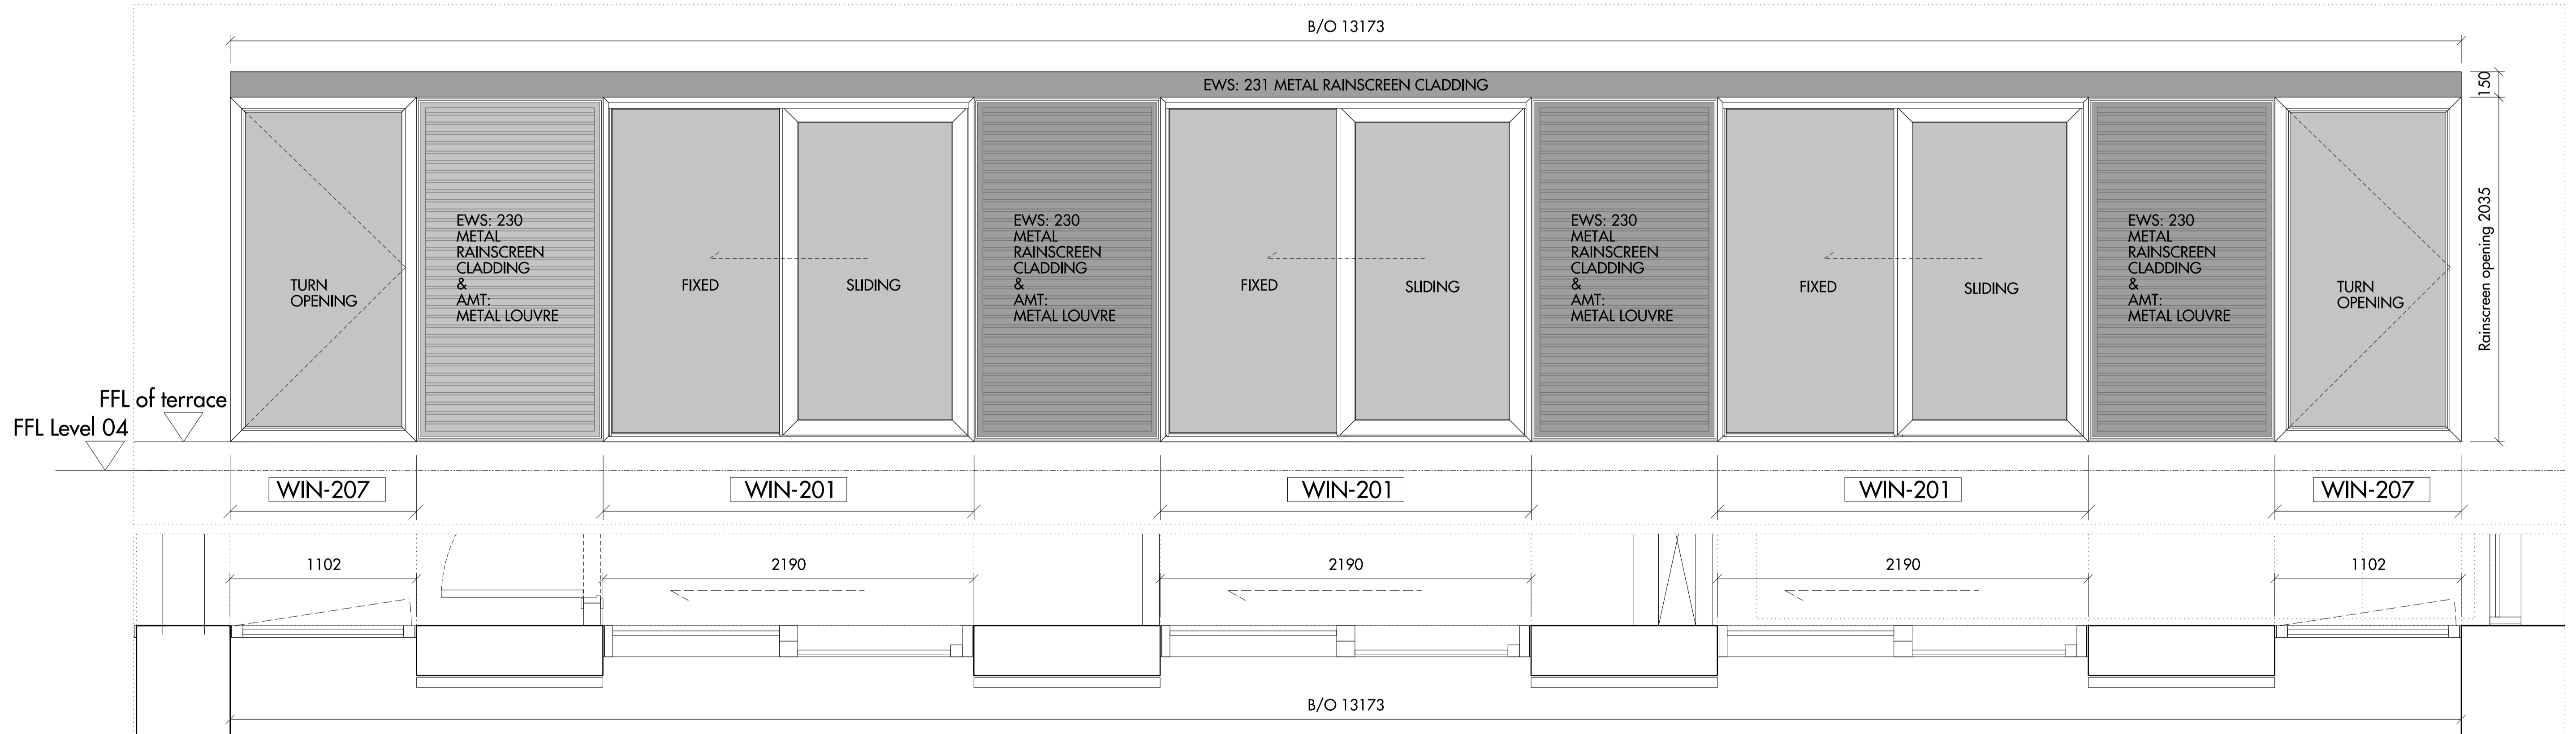 B/O 13173
EWS: 231 METAL RAINSCREEN CLADDING
150
Rainscreen opening 2035
TURN
OPENING
EWS: 230
METAL
RAINSCREEN
CLADDING
&
AMT:
METAL LOUVRE
FIXED
SLIDING
EWS: 230
METAL
RAINSCREEN
CLADDING
&
AMT:
METAL LOUVRE
FIXED
SLIDING
EWS: 230
METAL
RAINSCREEN
CLADDING
&
AMT:
METAL LOUVRE
FIXED
SLIDING
EWS: 230
METAL
RAINSCREEN
CLADDING
&
AMT:
METAL LOUVRE
TURN
OPENING
FFL of terrace
FFL Level 04
WIN-207
WIN-201
WIN-201
WIN-201
WIN-207
1102
2190
2190
2190
1102
B/O 13173